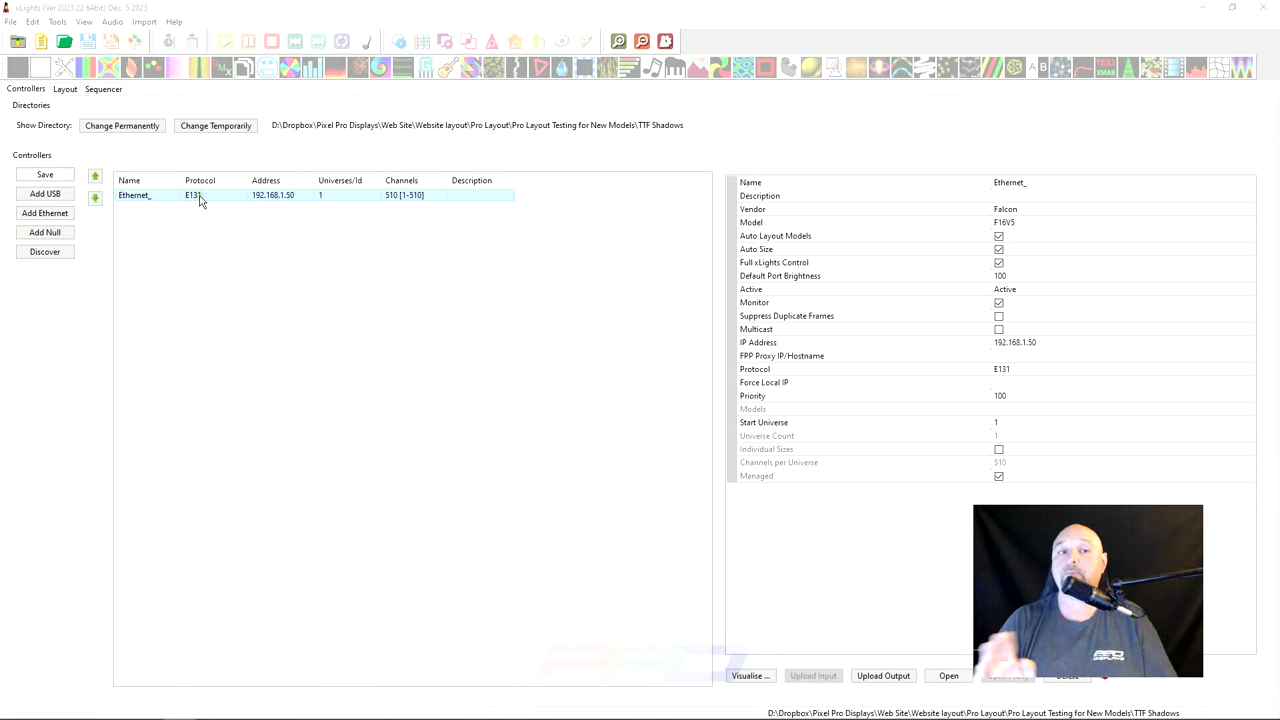 xLights (Ver 2023.22 64bit) Dec. 5 2023
File Edit Tools View Audio Import Help
Controllers Layout Sequencer
Directories
Show Directory: Change Permanently Change Temporarily D:\Dropbox\Pixel Pro Displays\Web Site\Website layout\Pro Layout\Pro Layout Testing for New Models\TTF Shadows
Controllers
Save
Add USB
Add Ethernet
Add Null
Discover
Name Protocol Address Universes/Id Channels Description
Ethernet_ E131 192.168.1.50 1 510 [1-510]
Name Ethernet_
Description
Vendor Falcon
Model F16V5
Auto Layout Models
Auto Size
Full xLights Control
Default Port Brightness 100
Active Active
Monitor
Suppress Duplicate Frames
Multicast
IP Address 192.168.1.50
FPP Proxy IP/Hostname
Protocol E131
Force Local IP
Priority 100
Models
Start Universe 1
Universe Count 1
Individual Sizes
Channels per Universe 510
Managed
PPD
DISPLAYS
Visualise ... Upload Input Upload Output Open Delete
D:\Dropbox\Pixel Pro Displays\Web Site\Website layout\Pro Layout\Pro Layout Testing for New Models\TTF Shadows